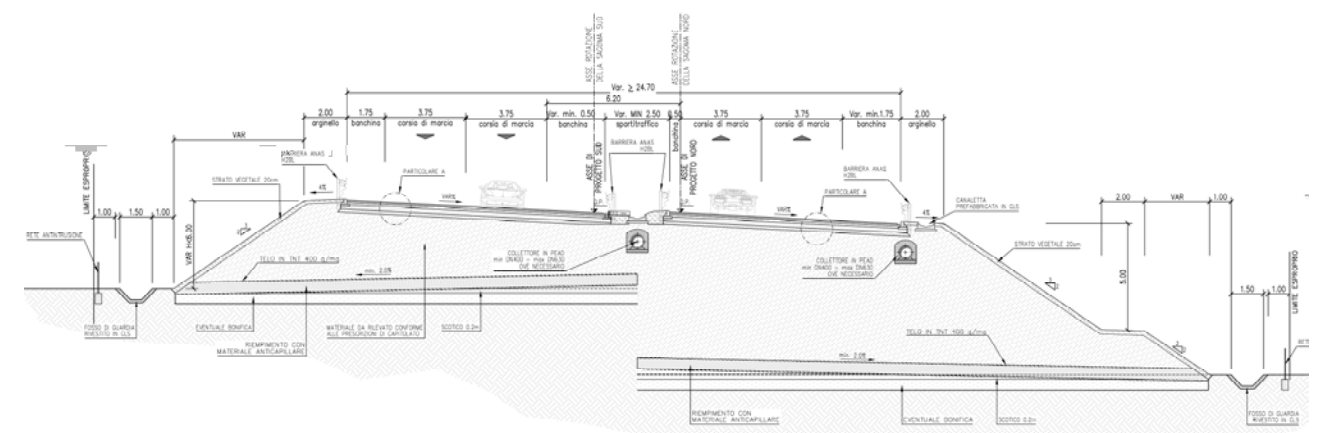 ASSE ROTAZIONE
DELLA SAGOMA SUD
ASSE ROTAZIONE
DELLA SAGOMA NORD
Var. ≥ 24.70
6.20
2.00
1.75
3.75
3.75
Var. min. 0.50
Var. MIN 2.50
0.50
3.75
3.75
Var. min.1.75
2.00
arginello
banchina
corsia di marcia
corsia di marcia
banchina
spartitraffico
banchina
corsia di marcia
corsia di marcia
banchina
arginello
VAR
BARRIERA ANAS
H2BL
BARRIERA ANAS
H2BL
BARRIERA ANAS
H2BL
ASSE DI
PROGETTO SUD
ASSE DI
PROGETTO NORD
PARTICOLARE A
PARTICOLARE A
STRATO VEGETALE 20cm
4%
VAR%
VAR%
4%
CANALETTA
PREFABBRICATA IN CLS
LIMITE ESPROPRIO
1.00
1.50
1.00
2.00
VAR
1.00
RETE ANTINTRUSIONE
STRATO VEGETALE 20cm
COLLETTORE IN PEAD
min DN400 - max DN630
OVE NECESSARIO
COLLETTORE IN PEAD
min DN400 - max DN630
OVE NECESSARIO
TELO IN TNT 400 g/mq
5.00
1.50
1.00
LIMITE ESPROPRIO
FOSSO DI GUARDIA
RIVESTITO IN CLS
EVENTUALE BONIFICA
MATERIALE DA RILEVATO CONFORME
ALLE PRESCRIZIONI DI CAPITOLATO
SCOTICO 0.2m
RIEMPIMENTO CON
MATERIALE ANTICAPILLARE
TELO IN TNT 400 g/mq
RIEMPIMENTO CON
MATERIALE ANTICAPILLARE
EVENTUALE BONIFICA
SCOTICO 0.2m
FOSSO DI GUARDIA
RIVESTITO IN CLS